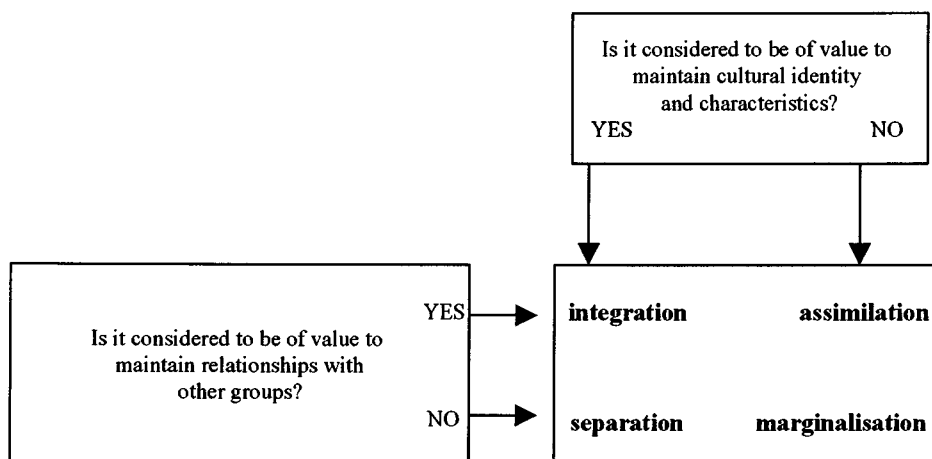 Is it considered to be of value to
maintain cultural identity
and characteristics?
YES NO
YES
Is it considered to be of value to
maintain relationships with
other groups?
NO
integration assimilation
separation marginalisation